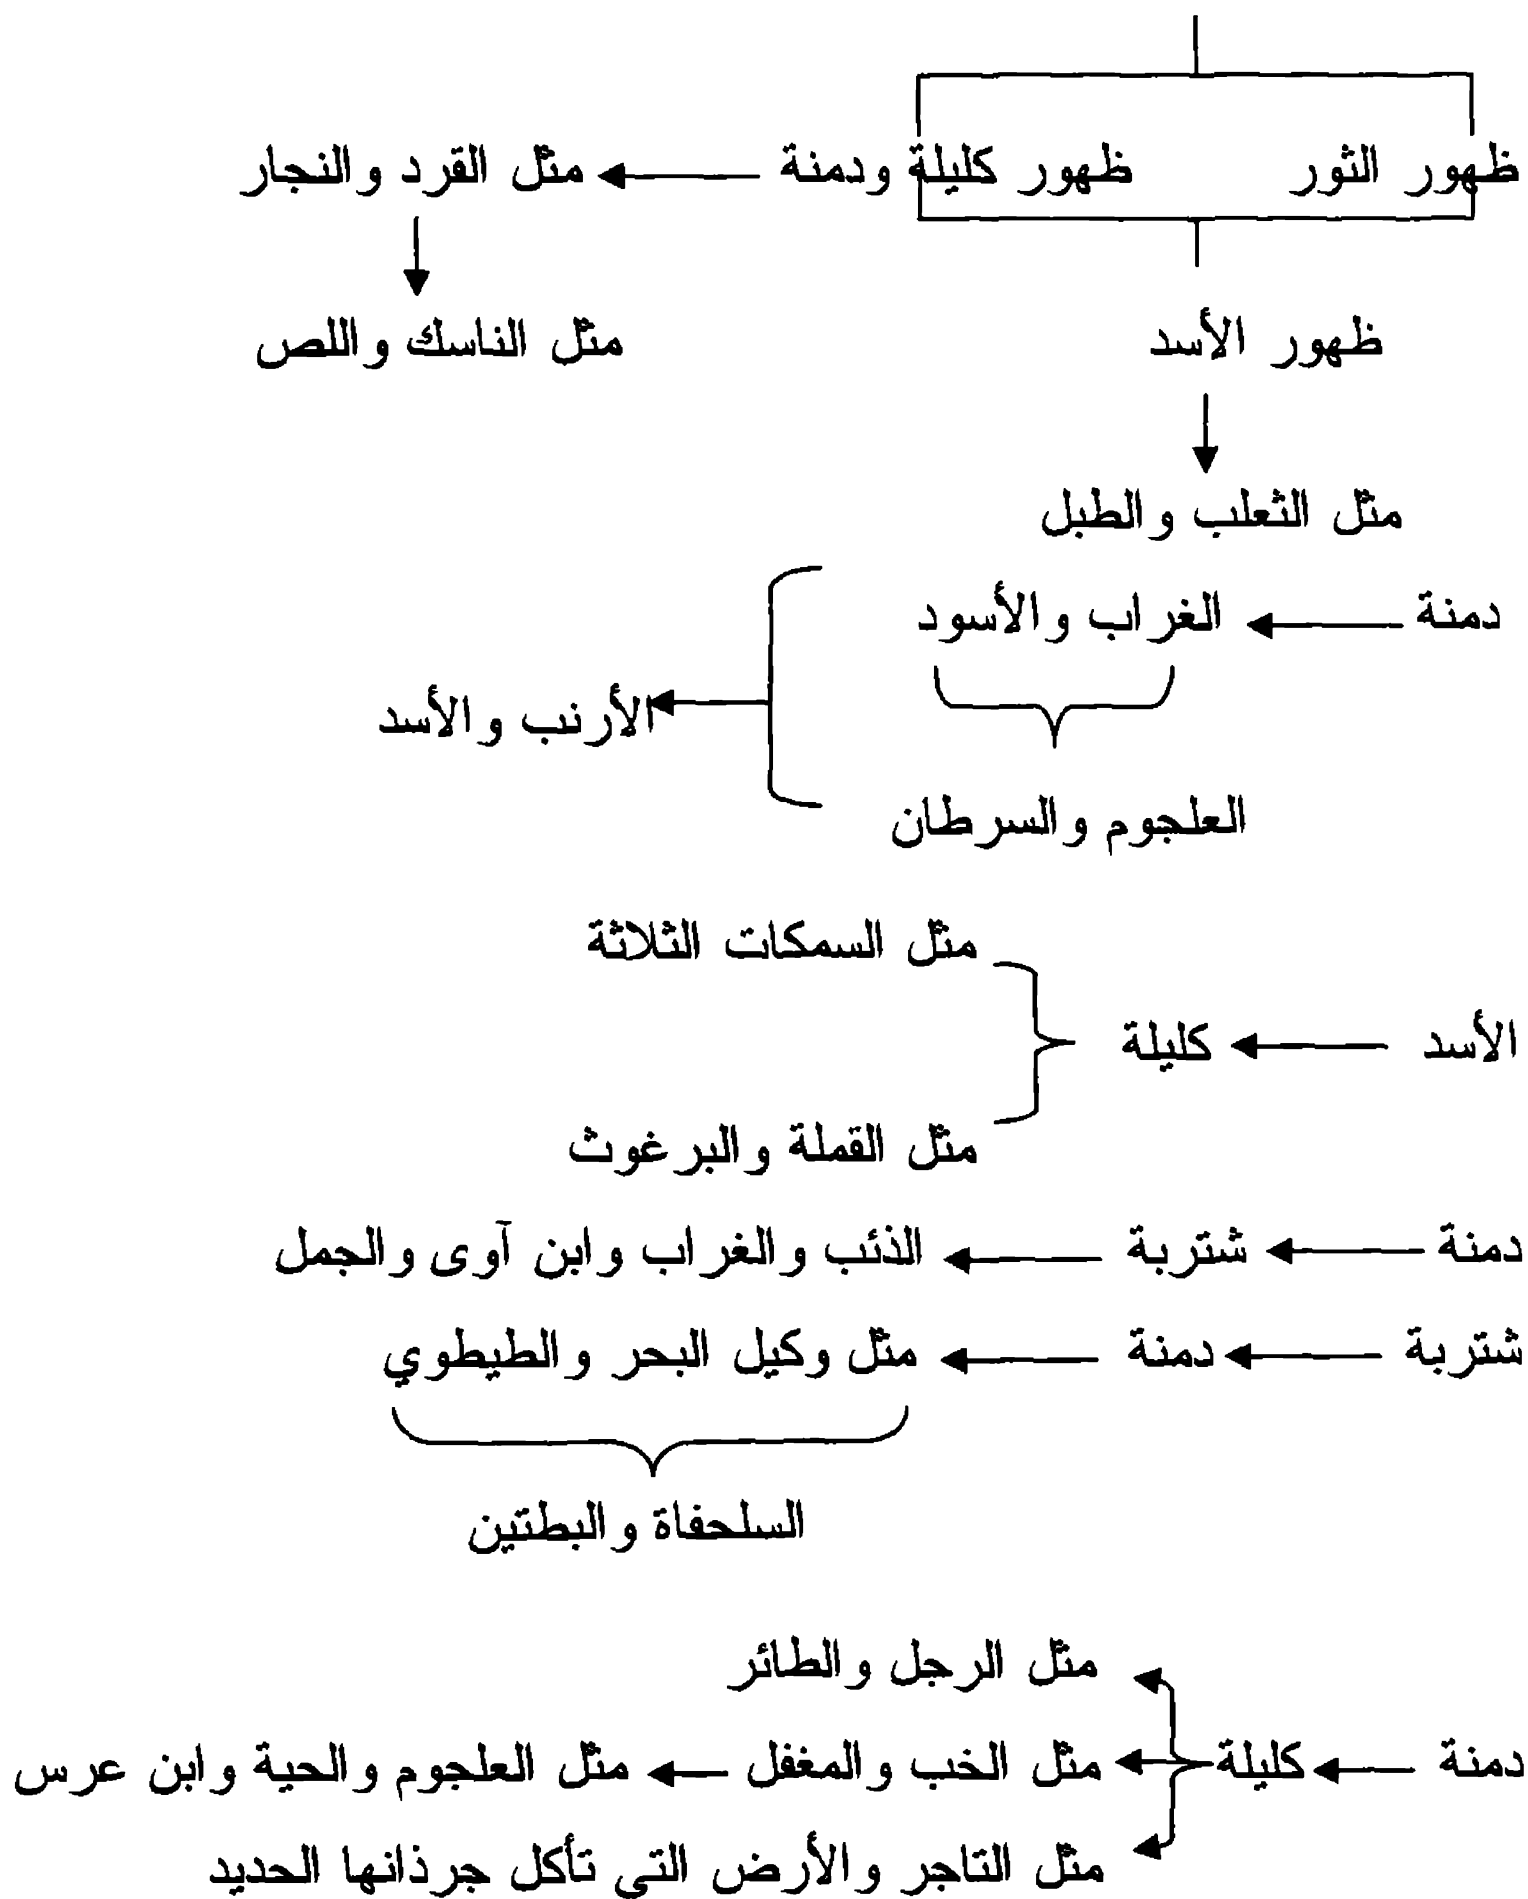 ظهور الثور ظهور كليلة ودمنة مثل القرد والنجار
ظهور الأسد مثل الناسك واللص
مثل الثعلب والطبل
دمنة الغراب والأسود
الأرنب والأسد
العلجوم والسرطان
مثل السمكات الثلاثة
الأسد كليلة
مثل القملة والبرغوث
دمنة شتربة الذئب والغراب وابن آوى والجمل
شتربة دمنة مثل وكيل البحر والطيطوي
السلحفاة والبطتين
مثل الرجل والطائر
دمنة كليلة مثل الخب والمغفل مثل العلجوم والحية وابن عرس
مثل التاجر والأرض التي تأكل جرذانها الحديد